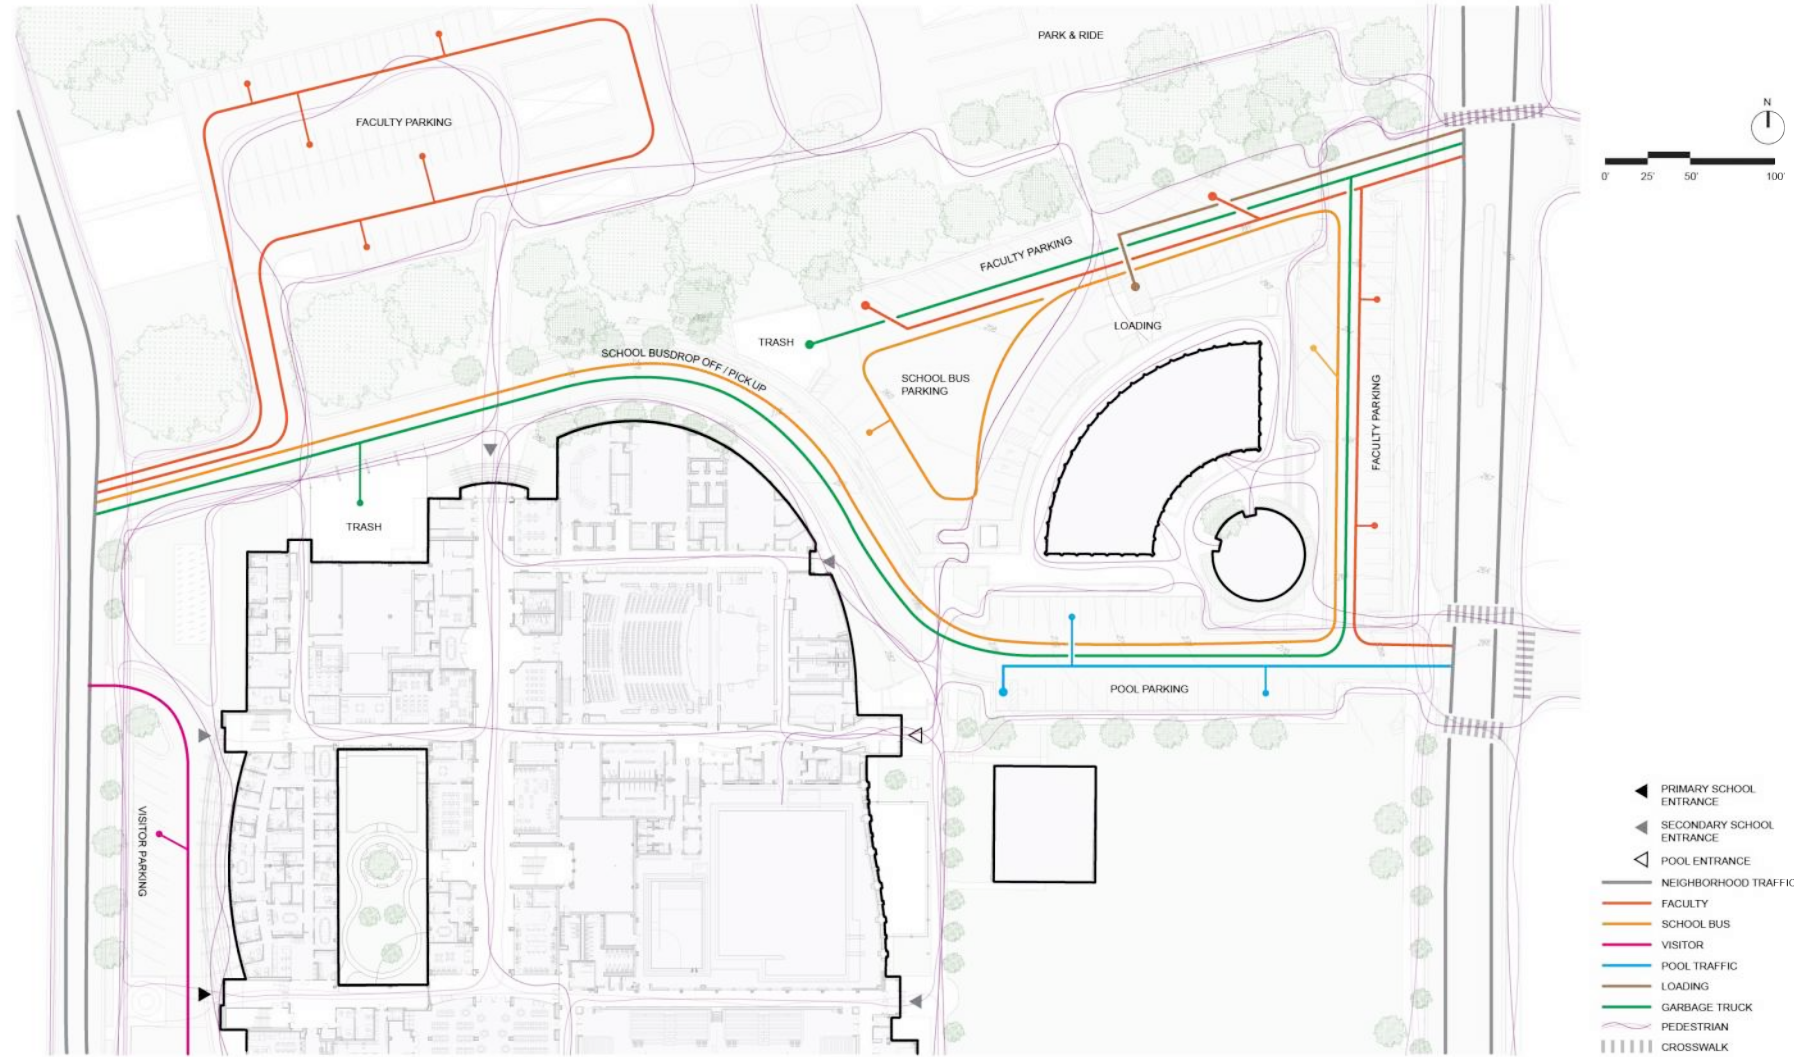 PARK & RIDE
N
0' 25' 50' 100'
FACULTY PARKING
FACULTY PARKING
LOADING
TRASH
SCHOOL BUSDROP OFF / PICK UP
SCHOOL BUS
PARKING
FACULTY PARKING
TRASH
POOL PARKING
VISITOR PARKING
PRIMARY SCHOOL
ENTRANCE
SECONDARY SCHOOL
ENTRANCE
POOL ENTRANCE
NEIGHBORHOOD TRAFFIC
FACULTY
SCHOOL BUS
VISITOR
POOL TRAFFIC
LOADING
GARBAGE TRUCK
PEDESTRIAN
CROSSWALK